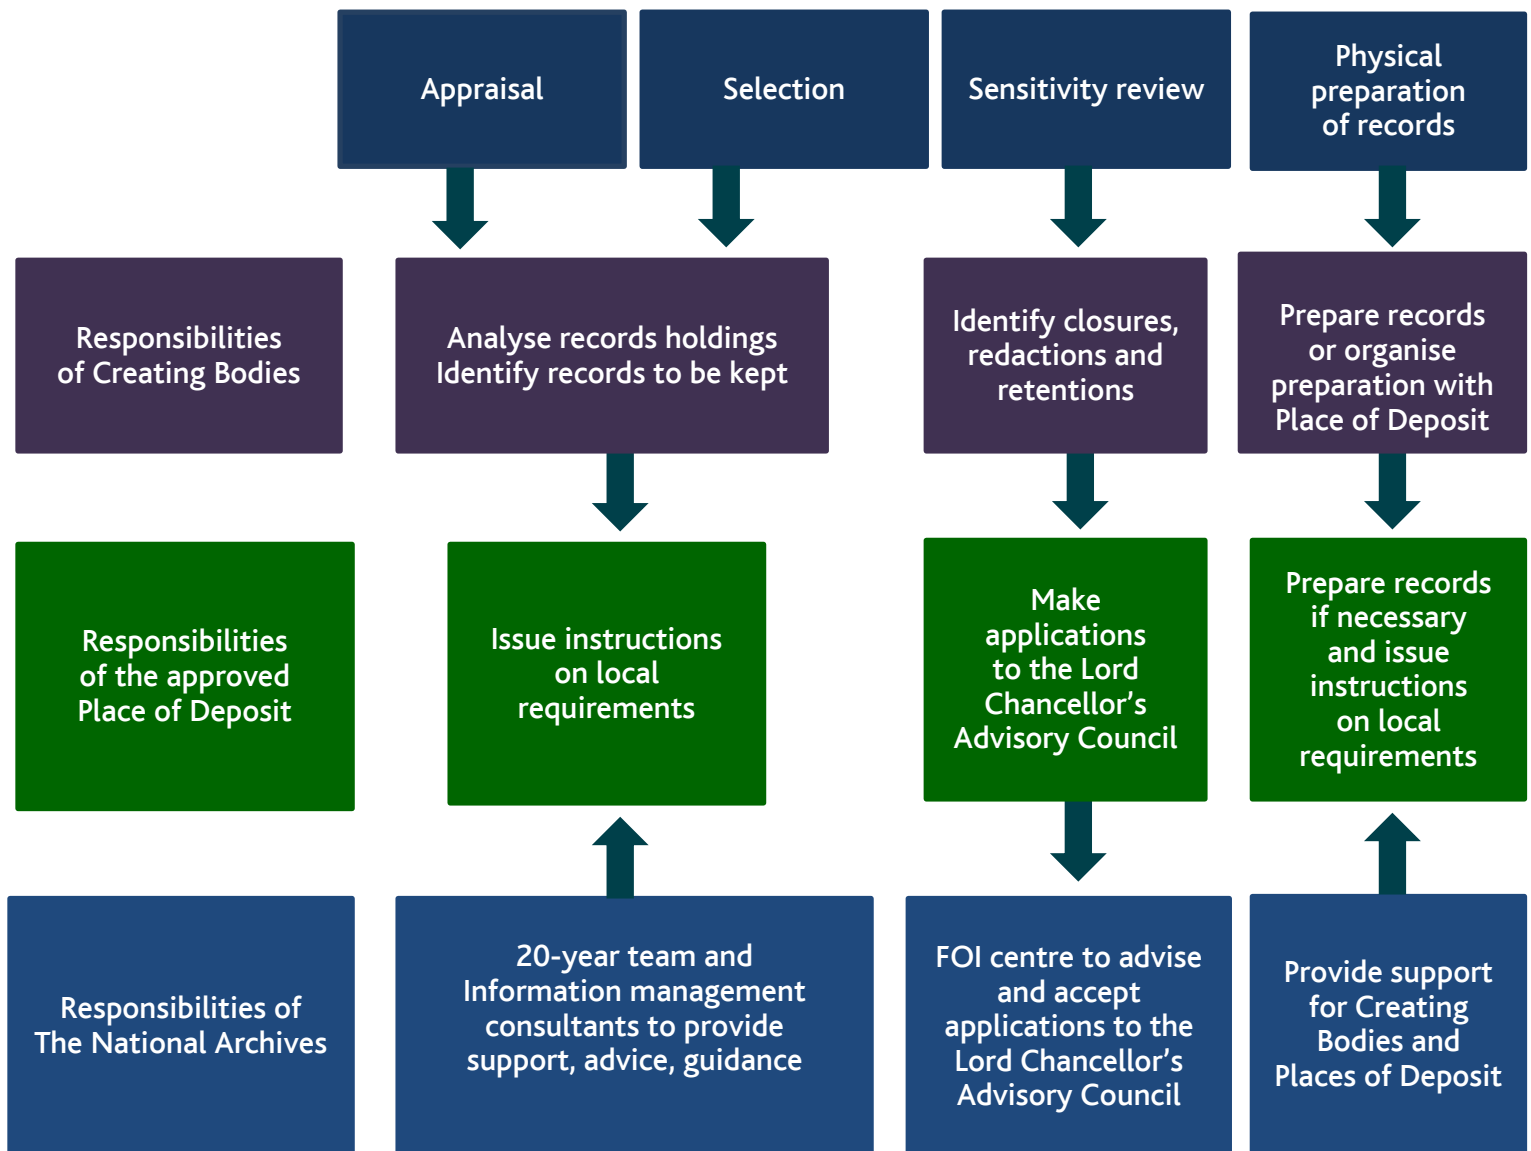 Appraisal
Selection
Sensitivity review
Physical
preparation
of records
Responsibilities
of Creating Bodies
Analyse records holdings
Identify records to be kept
Identify closures,
redactions and
retentions
Prepare records
or organise
preparation with
Place of Deposit
Responsibilities
of the approved
Place of Deposit
Issue instructions
on local
requirements
Make
applications
to the Lord
Chancellor’s
Advisory Council
Prepare records
if necessary
and issue
instructions
on local
requirements
Responsibilities of
The National Archives
20-year team and
Information management
consultants to provide
support, advice, guidance
FOI centre to advise
and accept
applications to the
Lord Chancellor’s
Advisory Council
Provide support
for Creating
Bodies and
Places of Deposit